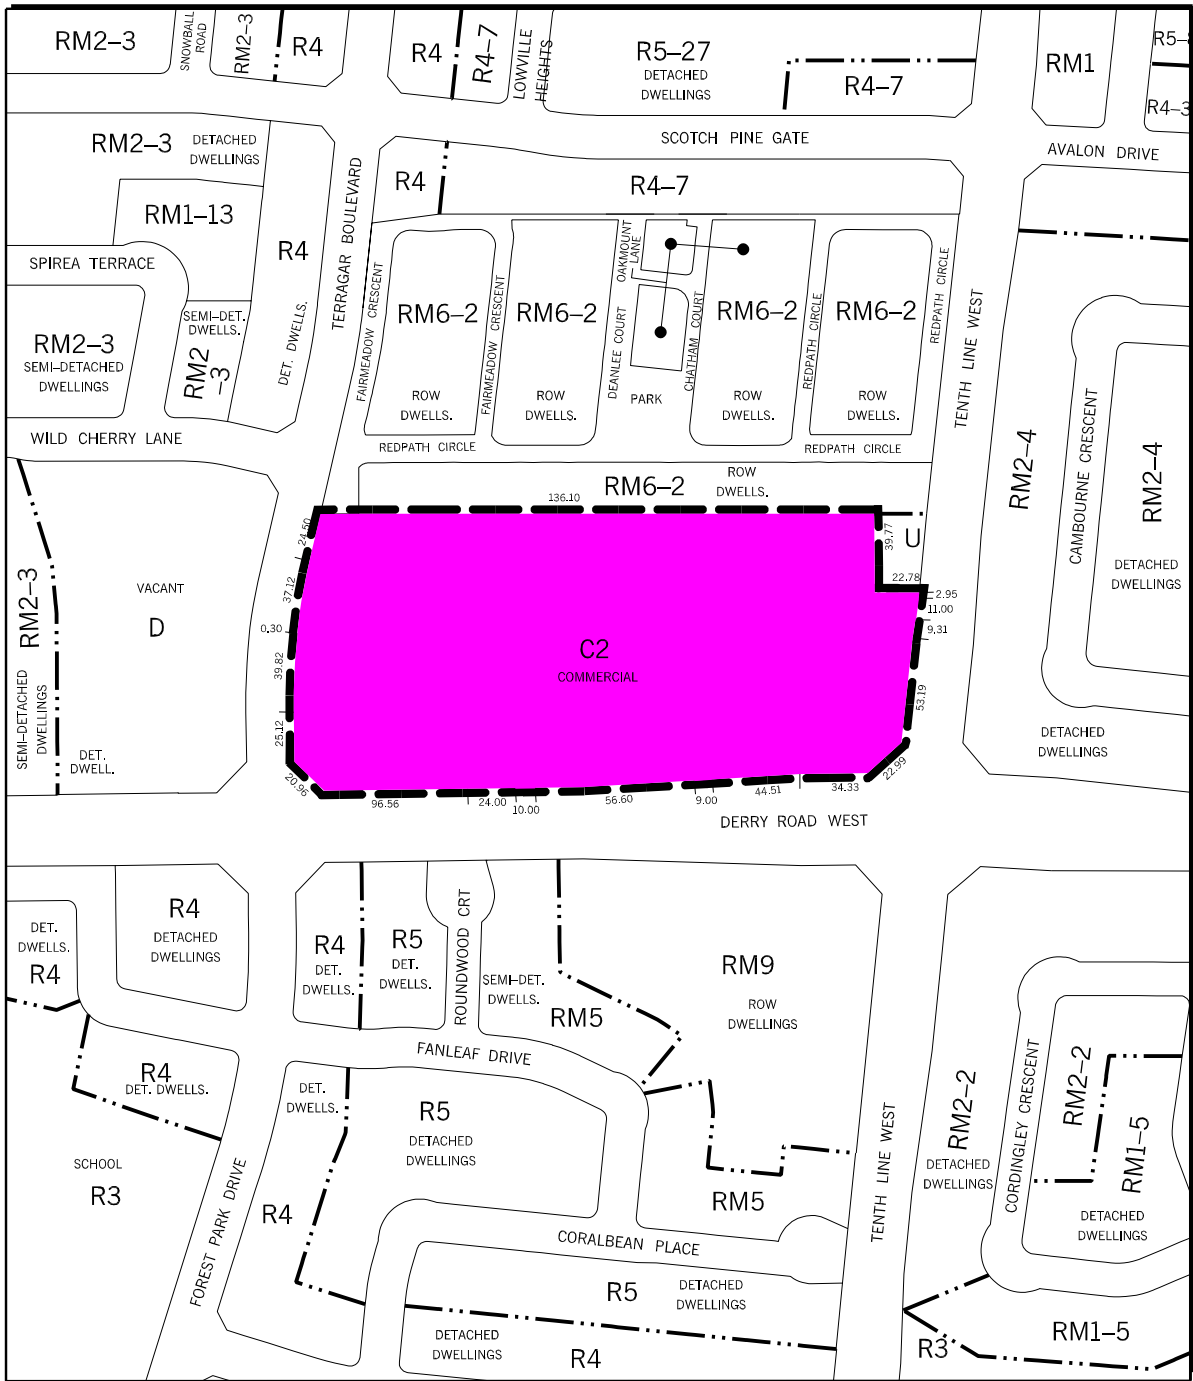 RM2–3
SNOWBALL
ROAD
RM2–3
R4
R4
R4–7
LOWVILLE
HEIGHTS
R5–27
DETACHED
DWELLINGS
R4–7
RM1
R4–3
SCOTCH PINE GATE
AVALON DRIVE
RM2–3
DETACHED
DWELLINGS
TERRAGAR BOULEVARD
R4
R4–7
RM1–13
R4
DET. DWELLS.
SPIREA TERRACE
SEMI–DET.
DWELLS.
RM2
–3
RM2–3
SEMI–DETACHED
DWELLINGS
FAIRMEADOW CRESCENT
RM6–2
ROW
DWELLS.
FAIRMEADOW CRESCENT
RM6–2
ROW
DWELLS.
DEANLEE COURT
OAKMOUNT
LANE
PARK
CHATHAM COURT
RM6–2
ROW
DWELLS.
REDPATH CIRCLE
RM6–2
ROW
DWELLS.
REDPATH CIRCLE
TENTH LINE WEST
RM2–4
CAMBOURNE CRESCENT
RM2–4
DETACHED
DWELLINGS
WILD CHERRY LANE
REDPATH CIRCLE
REDPATH CIRCLE
RM6–2
ROW
DWELLS.
136.10
24.50
39.77
U
22.78
2.95
11.00
9.31
37.12
0.30
39.82
25.12
20.96
VACANT
D
RM2–3
SEMI–DETACHED
DWELLINGS
DET.
DWELL.
C2
COMMERCIAL
53.19
22.99
DETACHED
DWELLINGS
96.56
24.00
10.00
56.60
9.00
44.51
34.33
DERRY ROAD WEST
R4
DETACHED
DWELLINGS
DET.
DWELLS.
R4
R4
DET.
DWELLS.
R5
DET.
DWELLS.
ROUNDWOOD CRT
SEMI–DET.
DWELLS.
RM5
RM9
ROW
DWELLINGS
FANLEAF DRIVE
R4
DET. DWELLS.
DET.
DWELLS.
R5
DETACHED
DWELLINGS
RM2–2
DETACHED
DWELLINGS
CORDINGLEY CRESCENT
RM2–2
RM1–5
DETACHED
DWELLINGS
SCHOOL
R3
FOREST PARK DRIVE
R4
RM5
TENTH LINE WEST
CORALBEAN PLACE
R5
DETACHED
DWELLINGS
DETACHED
DWELLINGS
R4
R3
RM1–5